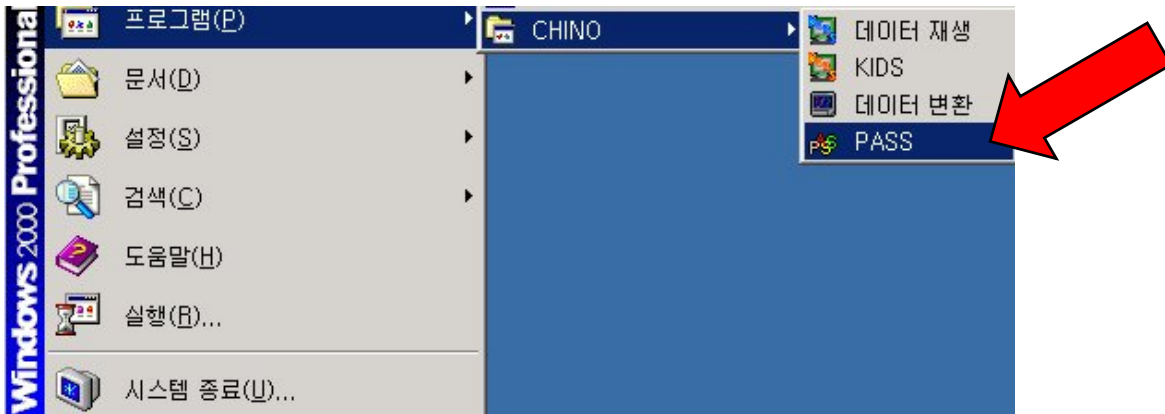 Windows 2000 Professional
프로그램(P)
문서(D)
설정(S)
검색(C)
도움말(H)
실행(R)...
시스템 종료(U)...
CHINO
데이터 재생
KIDS
데이터 변환
PASS